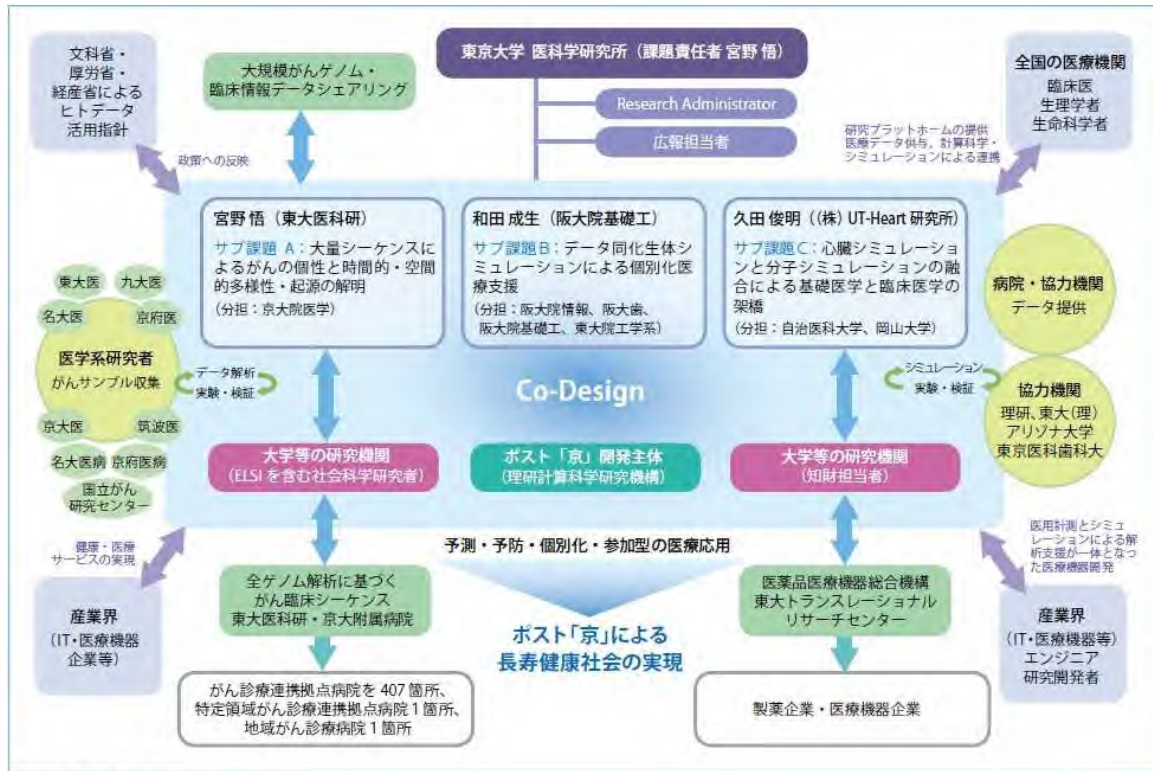 東京大学 医科学研究所（課題責任者 宮野 悟）
Research Administrator
広報担当者
文科省・
厚労省・
経産省による
ヒトデータ
活用指針
大規模がんゲノム・
臨床情報データシェアリング
全国の医療機関
臨床医
生理学者
生命科学者
政策への反映
研究プラットホームの提供
医療データ供与，計算科学・
シミュレーションによる連携
宮野 悟（東大医科研）
サブ課題 A：大量シーケンスに
よるがんの個性と時間的・空間
的多様性・起源の解明
（分担：京大院医学）
和田 成生（阪大院基礎工）
サブ課題B：データ同化生体シ
ミュレーションによる個別化医
療支援
（分担：阪大院情報、阪大歯、
阪大院基礎工、東大院工学系）
久田 俊明（（株）UT-Heart 研究所）
サブ課題C：心臓シミュレーショ
ンと分子シミュレーションの融
合による基礎医学と臨床医学の
架橋
（分担：自治医科大学、岡山大学）
東大医
九大医
名大医
京府医
医学系研究者
がんサンプル収集
京大医
筑波医
名大医病
京府医病
国立がん
研究センター
データ解析
実験・検証
Co-Design
シミュレーション
実験・検証
病院・協力機関
データ提供
協力機関
理研、東大（理）
アリゾナ大学
東京医科歯科大
大学等の研究機関
（ELSI を含む社会科学研究者）
ポスト「京」開発主体
（理研計算科学研究機構）
大学等の研究機関
（知財担当者）
健康・医療
サービスの実現
予測・予防・個別化・参加型の医療応用
医用計測とシミュ
レーションによる解
析支援が一体となっ
た医療機器開発
産業界
（IT・医療機器
企業等）
全ゲノム解析に基づく
がん臨床シーケンス
東大医科研・京大附属病院
ポスト「京」による
長寿健康社会の実現
医薬品医療機器総合機構
東大トランスレーショナル
リサーチセンター
産業界
（IT・医療機器等）
エンジニア
研究開発者
がん診療連携拠点病院を 407 箇所、
特定領域がん診療連携拠点病院 1 箇所、
地域がん診療病院 1 箇所
製薬企業・医療機器企業